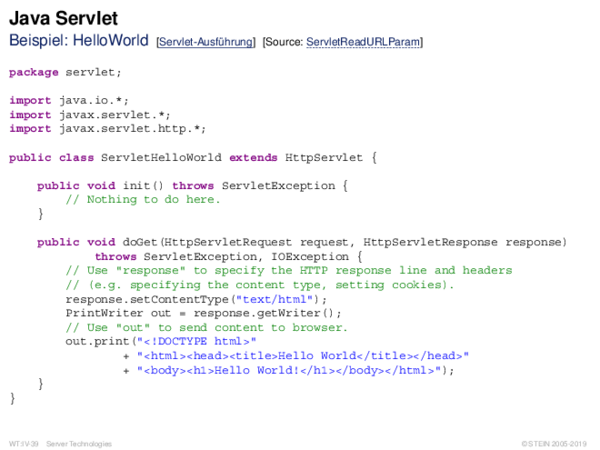 Java Servlet
Beispiel: HelloWorld [Servlet-Ausführung] [Source: ServletReadURLParam]
package servlet;
import java.io.*;
import javax.servlet.*;
import javax.servlet.http.*;
public class ServletHelloWorld extends HttpServlet {
public void init() throws ServletException {
// Nothing to do here.
}
public void doGet(HttpServletRequest request, HttpServletResponse response)
throws ServletException, IOException {
// Use "response" to specify the HTTP response line and headers
// (e.g. specifying the content type, setting cookies).
response.setContentType("text/html");
PrintWriter out = response.getWriter();
// Use "out" to send content to browser.
out.print("<!DOCTYPE html>"
+ "<html><head><title>Hello World</title></head>"
+ "<body><h1>Hello World!</h1></body></html>");
}
}
WT:IV-39 Server Technologies © STEIN 2005-2019